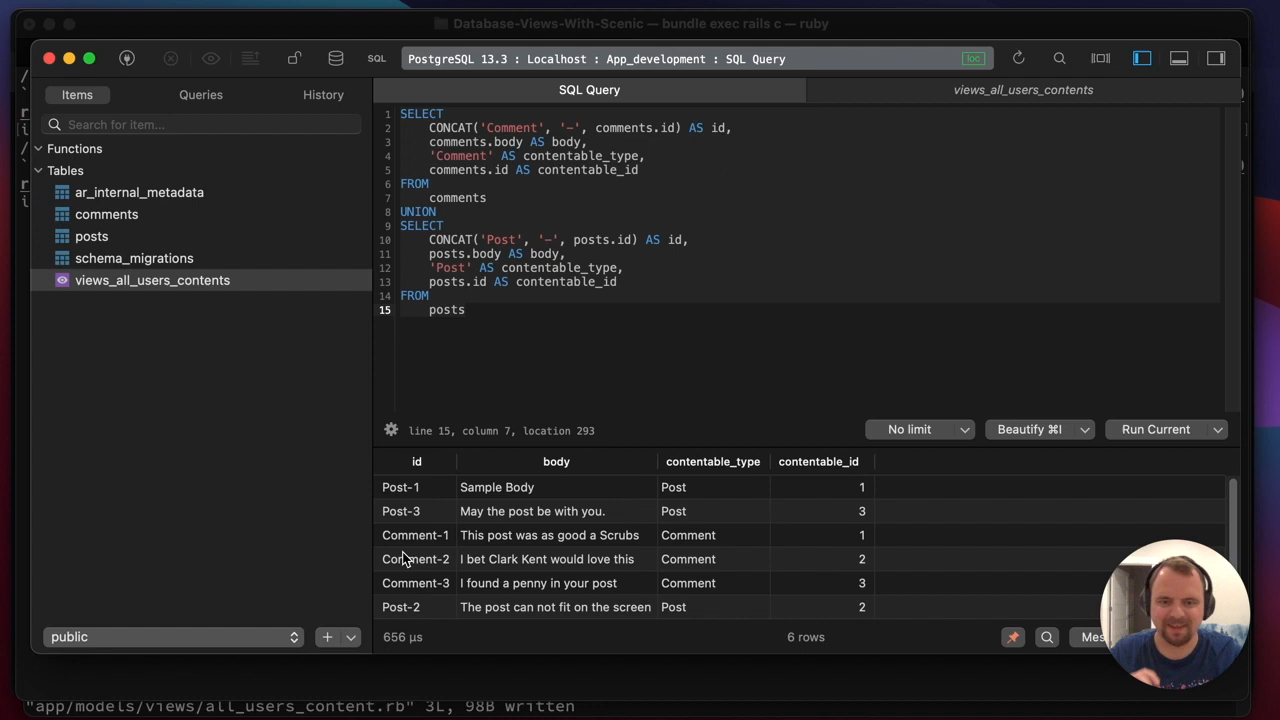 Database-Views-With-Scenic — bundle exec rails c — ruby
SQL
PostgreSQL 13.3 : Localhost : App_development : SQL Query
loc
Items
Queries
History
SQL Query
views_all_users_contents
Search for item...
Functions
Tables
ar_internal_metadata
comments
posts
schema_migrations
views_all_users_contents
1 SELECT
2 CONCAT('Comment', '-', comments.id) AS id,
3 comments.body AS body,
4 'Comment' AS contentable_type,
5 comments.id AS contentable_id
6 FROM
7 comments
8 UNION
9 SELECT
10 CONCAT('Post', '-', posts.id) AS id,
11 posts.body AS body,
12 'Post' AS contentable_type,
13 posts.id AS contentable_id
14 FROM
15 posts
line 15, column 7, location 293
No limit
Beautify ⌘I
Run Current
id body contentable_type contentable_id
Post-1 Sample Body Post 1
Post-3 May the post be with you. Post 3
Comment-1 This post was as good a Scrubs Comment 1
Comment-2 I bet Clark Kent would love this Comment 2
Comment-3 I found a penny in your post Comment 3
Post-2 The post can not fit on the screen Post 2
public
656 µs
6 rows
Mes
"app/models/views/all_users_content.rb" 3L, 98B written